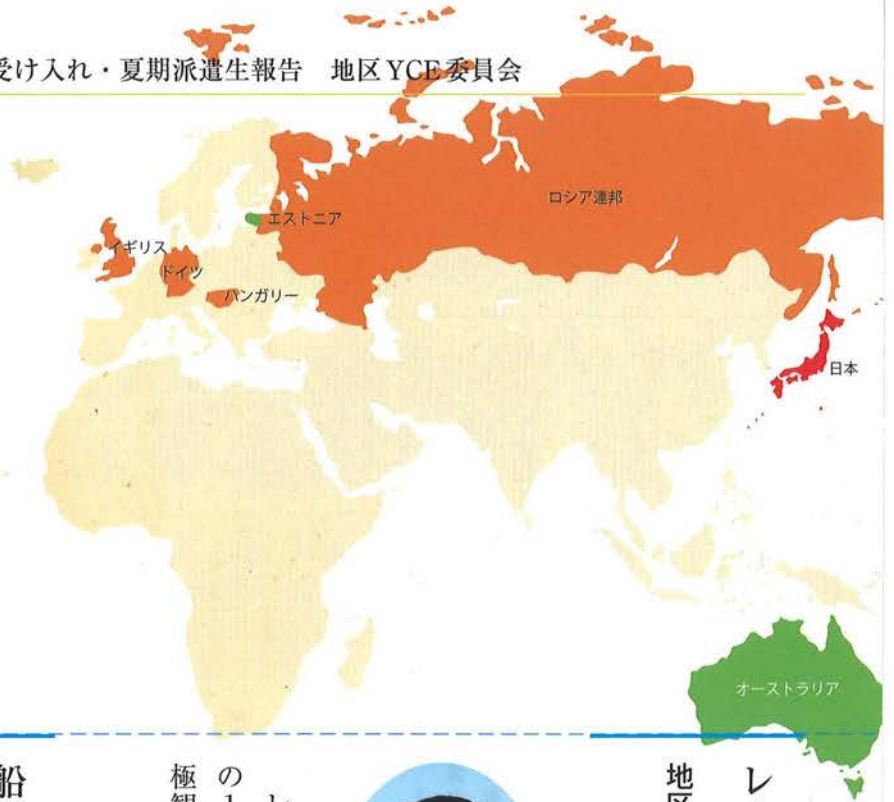 受け入れ・夏期派遣生報告 地区YCE委員会
ロシア連邦
エストニア
イギリス
ドイツ
ハンガリー
日本
オーストラリア
レ
地区
の
極観
船